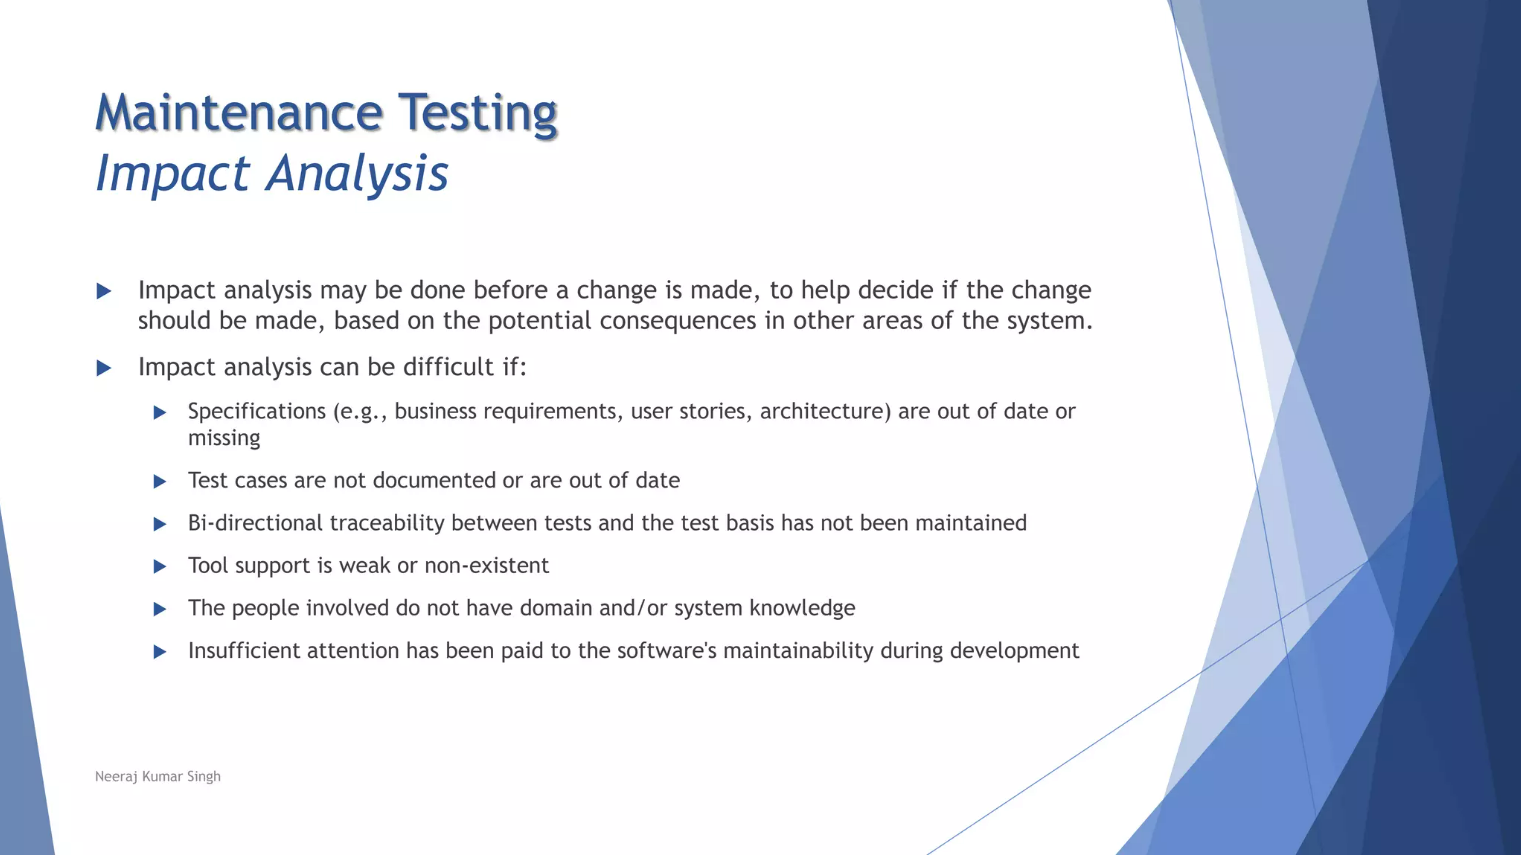 Maintenance Testing
Impact Analysis
Impact analysis may be done before a change is made, to help decide if the change
should be made, based on the potential consequences in other areas of the system.
Impact analysis can be difficult if:
Specifications (e.g., business requirements, user stories, architecture) are out of date or
missing
Test cases are not documented or are out of date
Bi-directional traceability between tests and the test basis has not been maintained
Tool support is weak or non-existent
The people involved do not have domain and/or system knowledge
Insufficient attention has been paid to the software's maintainability during development
Neeraj Kumar Singh